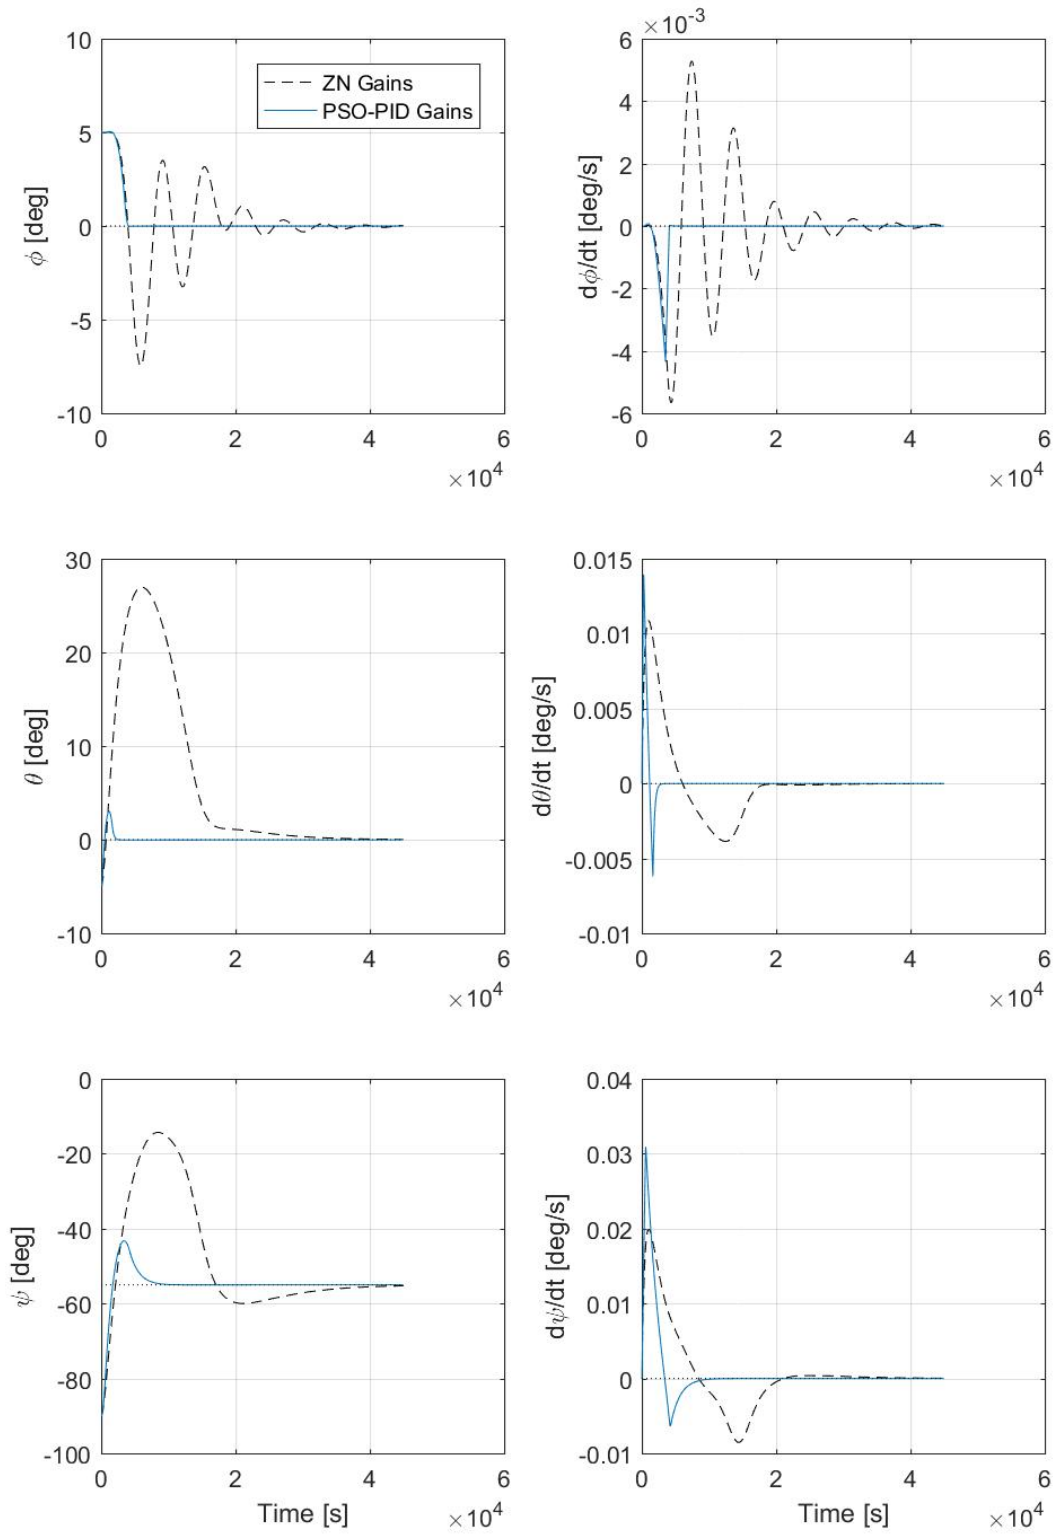 10
5
0
-5
-10
ϕ [deg]
ZN Gains
PSO-PID Gains
0 2 4 6
×10⁴
×10⁻³
6
4
2
0
-2
-4
-6
dϕ/dt [deg/s]
0 2 4 6
×10⁴
30
20
10
0
-10
θ [deg]
0 2 4 6
×10⁴
0.015
0.01
0.005
0
-0.005
-0.01
dθ/dt [deg/s]
0 2 4 6
×10⁴
0
-20
-40
-60
-80
-100
ψ [deg]
0 2 4 6
Time [s] ×10⁴
0.04
0.03
0.02
0.01
0
-0.01
dψ/dt [deg/s]
0 2 4 6
Time [s] ×10⁴